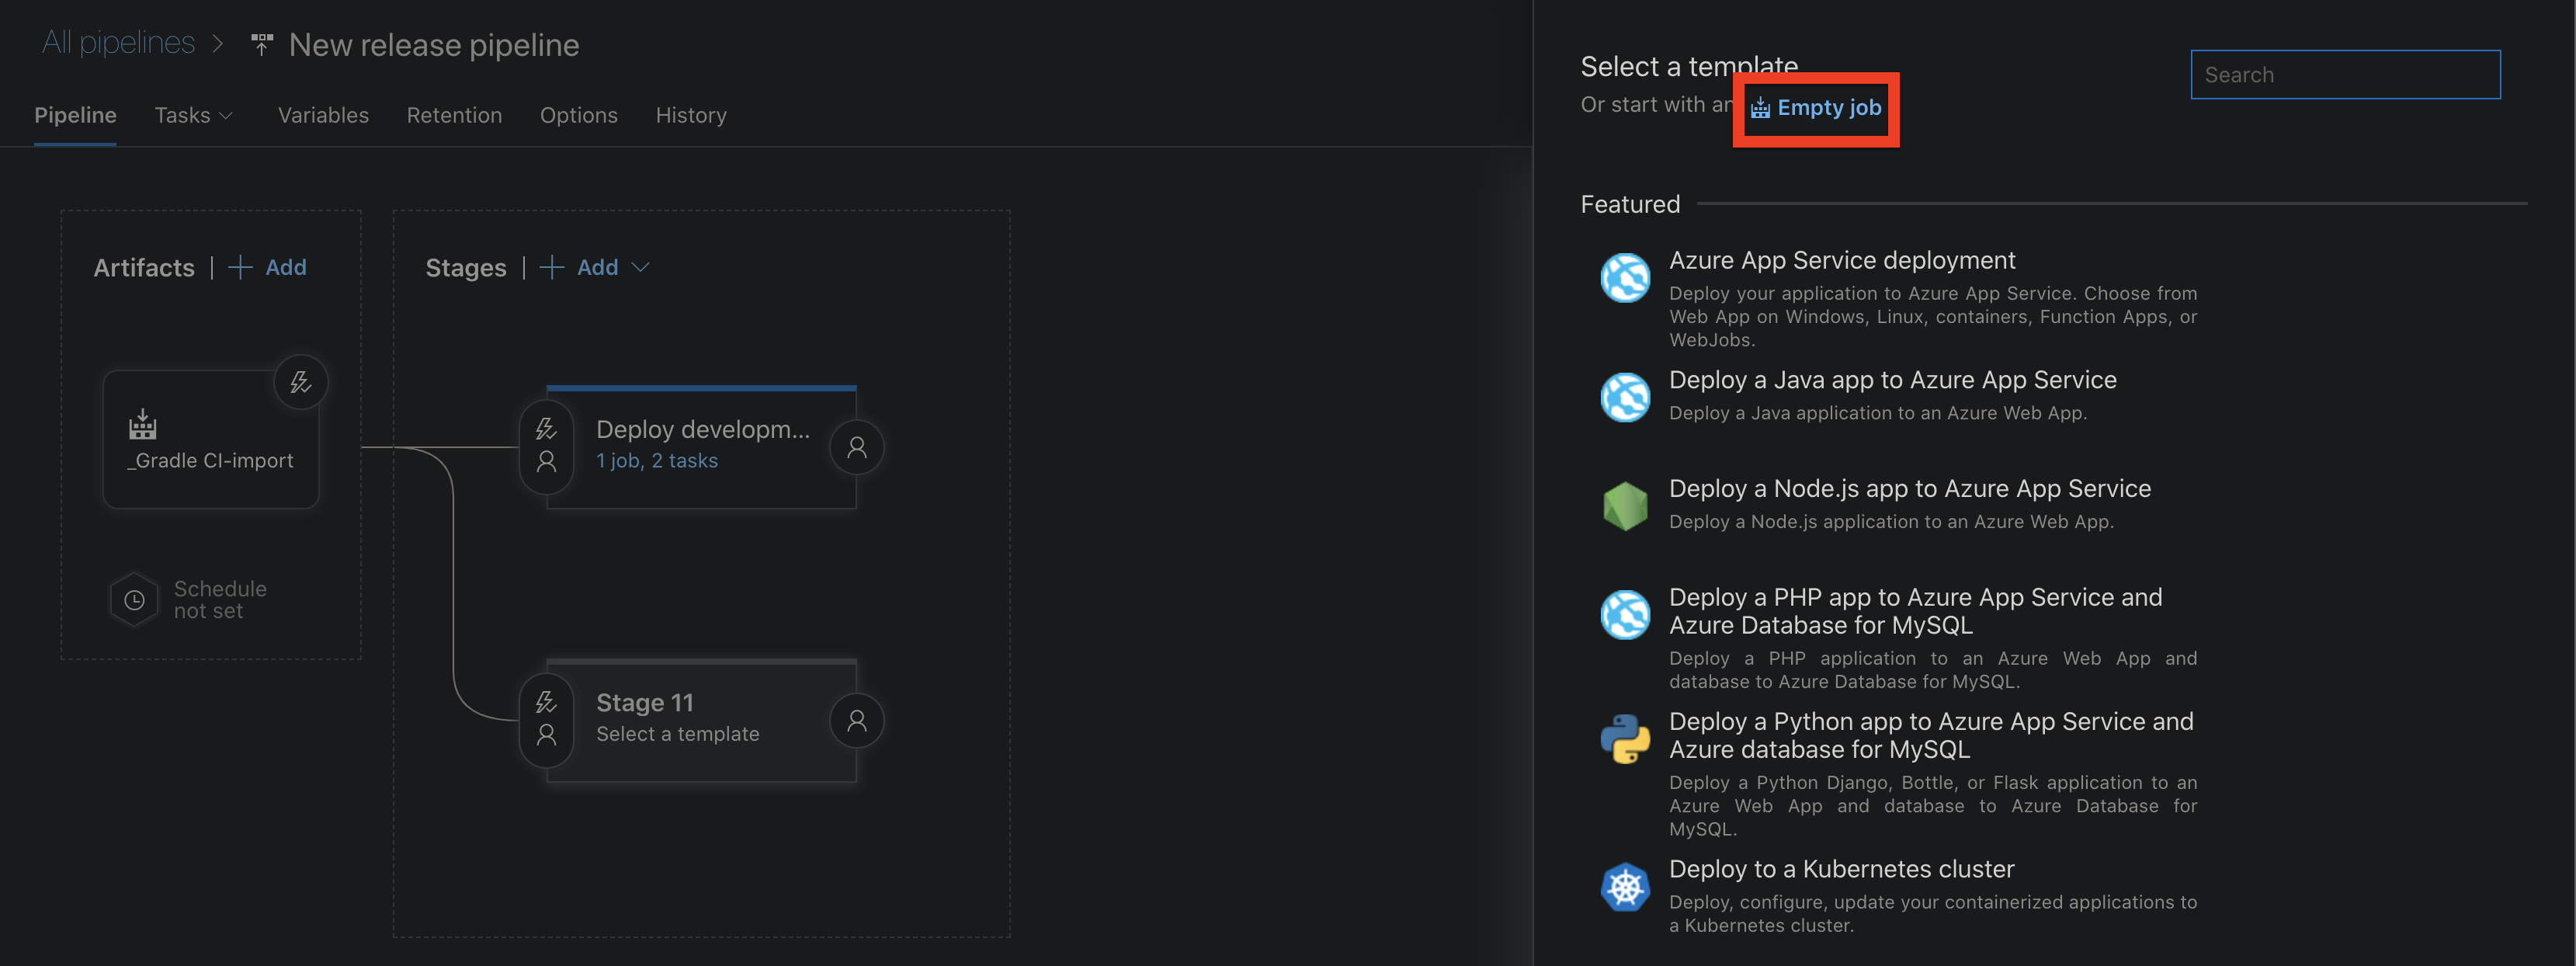 All pipelines > New release pipeline
Pipeline Tasks Variables Retention Options History
Artifacts | + Add
Stages | + Add
_Gradle CI-import
Schedule
not set
Deploy developm...
1 job, 2 tasks
Stage 11
Select a template
Select a template
Or start with an Empty job
Search
Featured
Azure App Service deployment
Deploy your application to Azure App Service. Choose from
Web App on Windows, Linux, containers, Function Apps, or
WebJobs.
Deploy a Java app to Azure App Service
Deploy a Java application to an Azure Web App.
Deploy a Node.js app to Azure App Service
Deploy a Node.js application to an Azure Web App.
Deploy a PHP app to Azure App Service and
Azure Database for MySQL
Deploy a PHP application to an Azure Web App and
database to Azure Database for MySQL.
Deploy a Python app to Azure App Service and
Azure database for MySQL
Deploy a Python Django, Bottle, or Flask application to an
Azure Web App and database to Azure Database for
MySQL.
Deploy to a Kubernetes cluster
Deploy, configure, update your containerized applications to
a Kubernetes cluster.